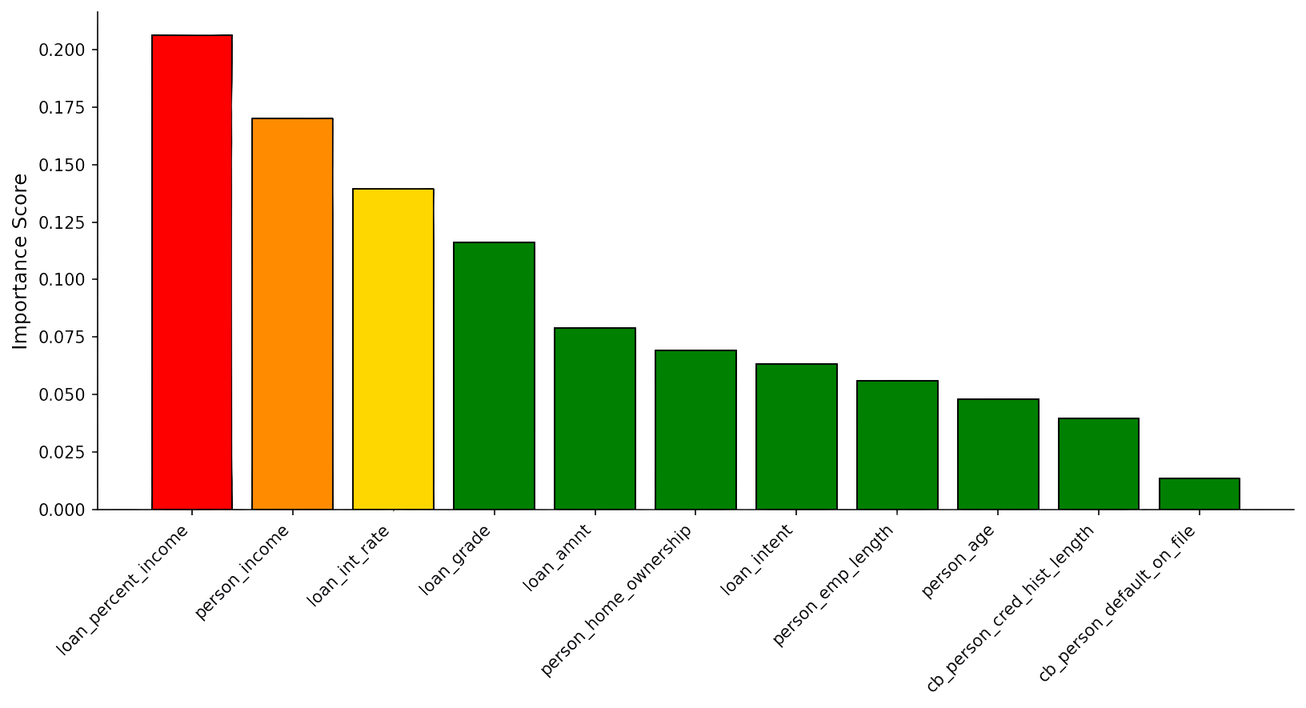 Importance Score
0.200
0.175
0.150
0.125
0.100
0.075
0.050
0.025
0.000
loan_percent_income
person_income
loan_int_rate
loan_grade
loan_amnt
person_home_ownership
loan_intent
person_emp_length
person_age
cb_person_cred_hist_length
cb_person_default_on_file